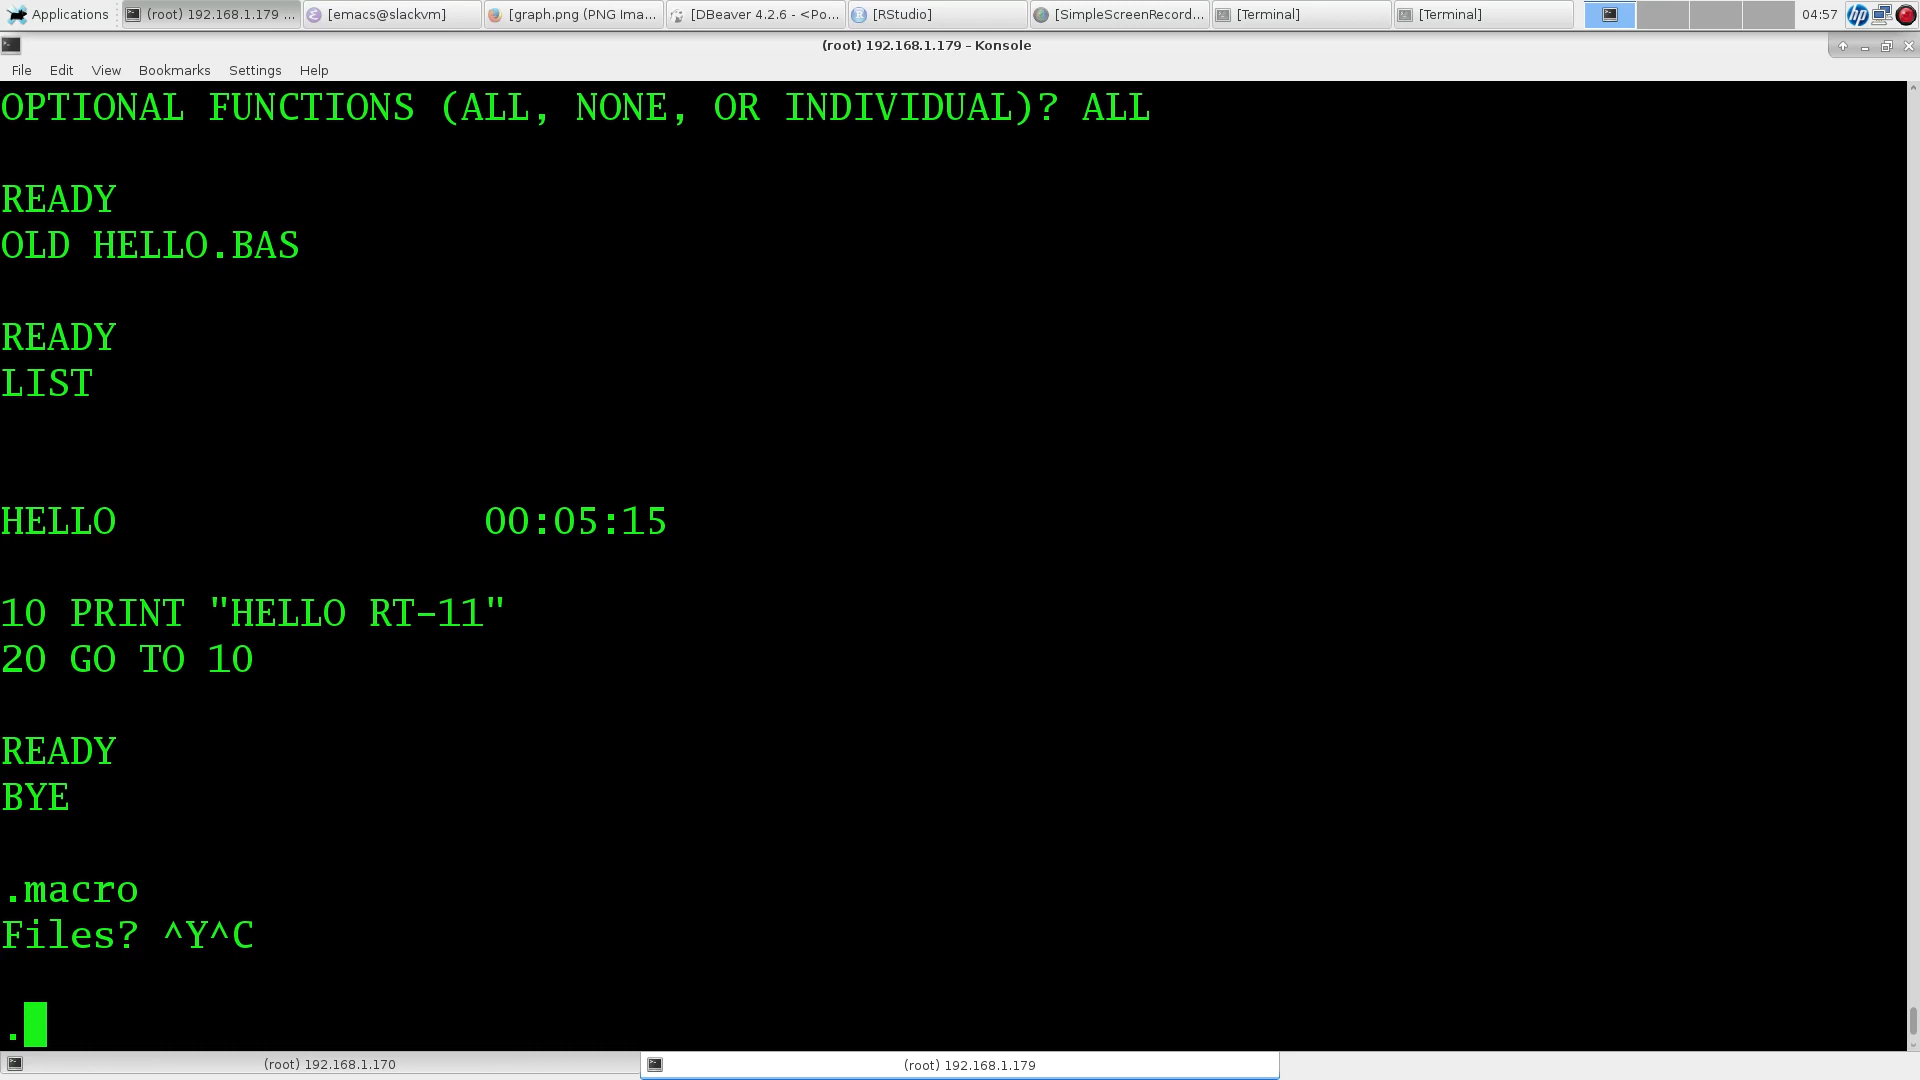 Applications
(root) 192.168.1.179 ...
[emacs@slackvm]
[graph.png (PNG Ima...
[DBeaver 4.2.6 - <Po...
[RStudio]
[SimpleScreenRecord...
[Terminal]
[Terminal]
04:57
(root) 192.168.1.179 - Konsole
File Edit View Bookmarks Settings Help
OPTIONAL FUNCTIONS (ALL, NONE, OR INDIVIDUAL)? ALL
READY
OLD HELLO.BAS
READY
LIST
HELLO 00:05:15
10 PRINT "HELLO RT-11"
20 GO TO 10
READY
BYE
.macro
Files? ^Y^C
.
(root) 192.168.1.170
(root) 192.168.1.179